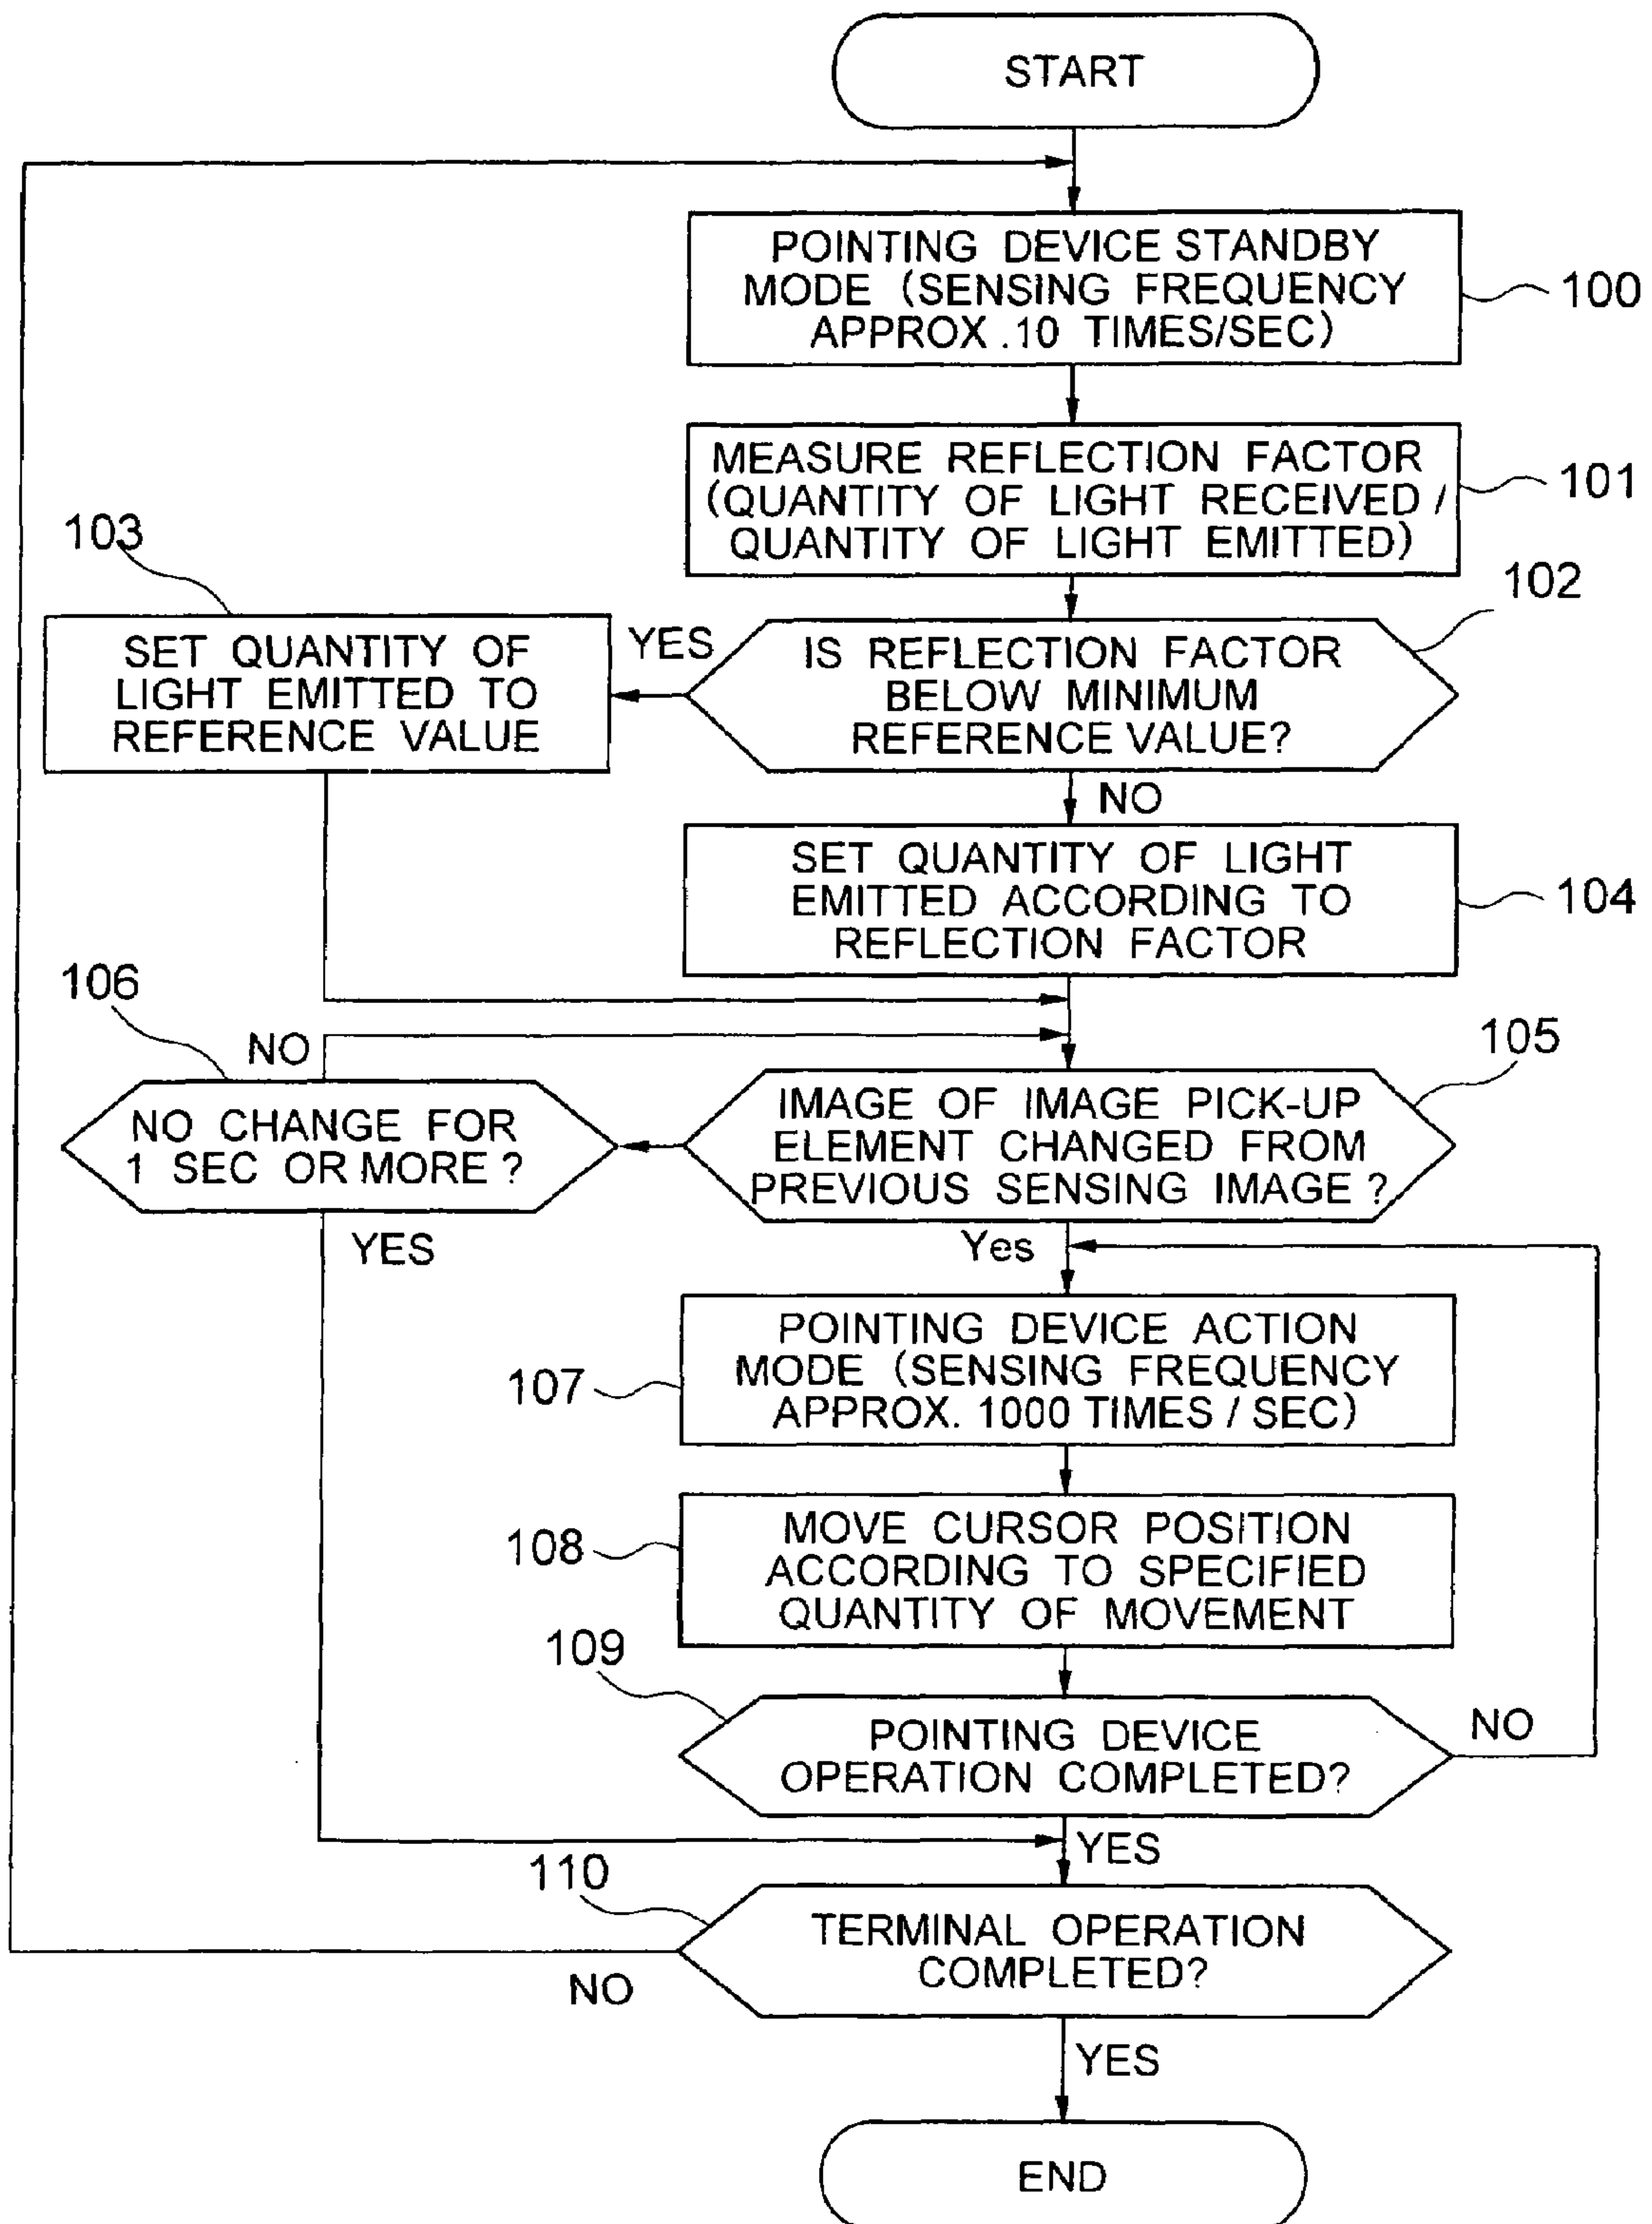 START
POINTING DEVICE STANDBY
MODE (SENSING FREQUENCY
APPROX .10 TIMES/SEC)
100
MEASURE REFLECTION FACTOR
(QUANTITY OF LIGHT RECEIVED /
QUANTITY OF LIGHT EMITTED)
101
102
IS REFLECTION FACTOR
BELOW MINIMUM
REFERENCE VALUE?
YES
103
SET QUANTITY OF
LIGHT EMITTED TO
REFERENCE VALUE
NO
SET QUANTITY OF LIGHT
EMITTED ACCORDING TO
REFLECTION FACTOR
104
105
IMAGE OF IMAGE PICK-UP
ELEMENT CHANGED FROM
PREVIOUS SENSING IMAGE ?
106
NO
NO CHANGE FOR
1 SEC OR MORE ?
YES
Yes
POINTING DEVICE ACTION
MODE (SENSING FREQUENCY
APPROX. 1000 TIMES / SEC)
107
MOVE CURSOR POSITION
ACCORDING TO SPECIFIED
QUANTITY OF MOVEMENT
108
109
POINTING DEVICE
OPERATION COMPLETED?
NO
YES
110
TERMINAL OPERATION
COMPLETED?
NO
YES
END